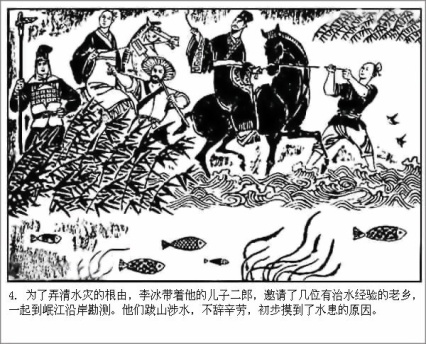 4. 为了弄清水灾的根由，李冰带着他的儿子二郎，邀请了几位有治水经验的老乡，
一起到岷江沿岸勘测。他们跋山涉水，不辞辛劳，初步摸到了水患的原因。